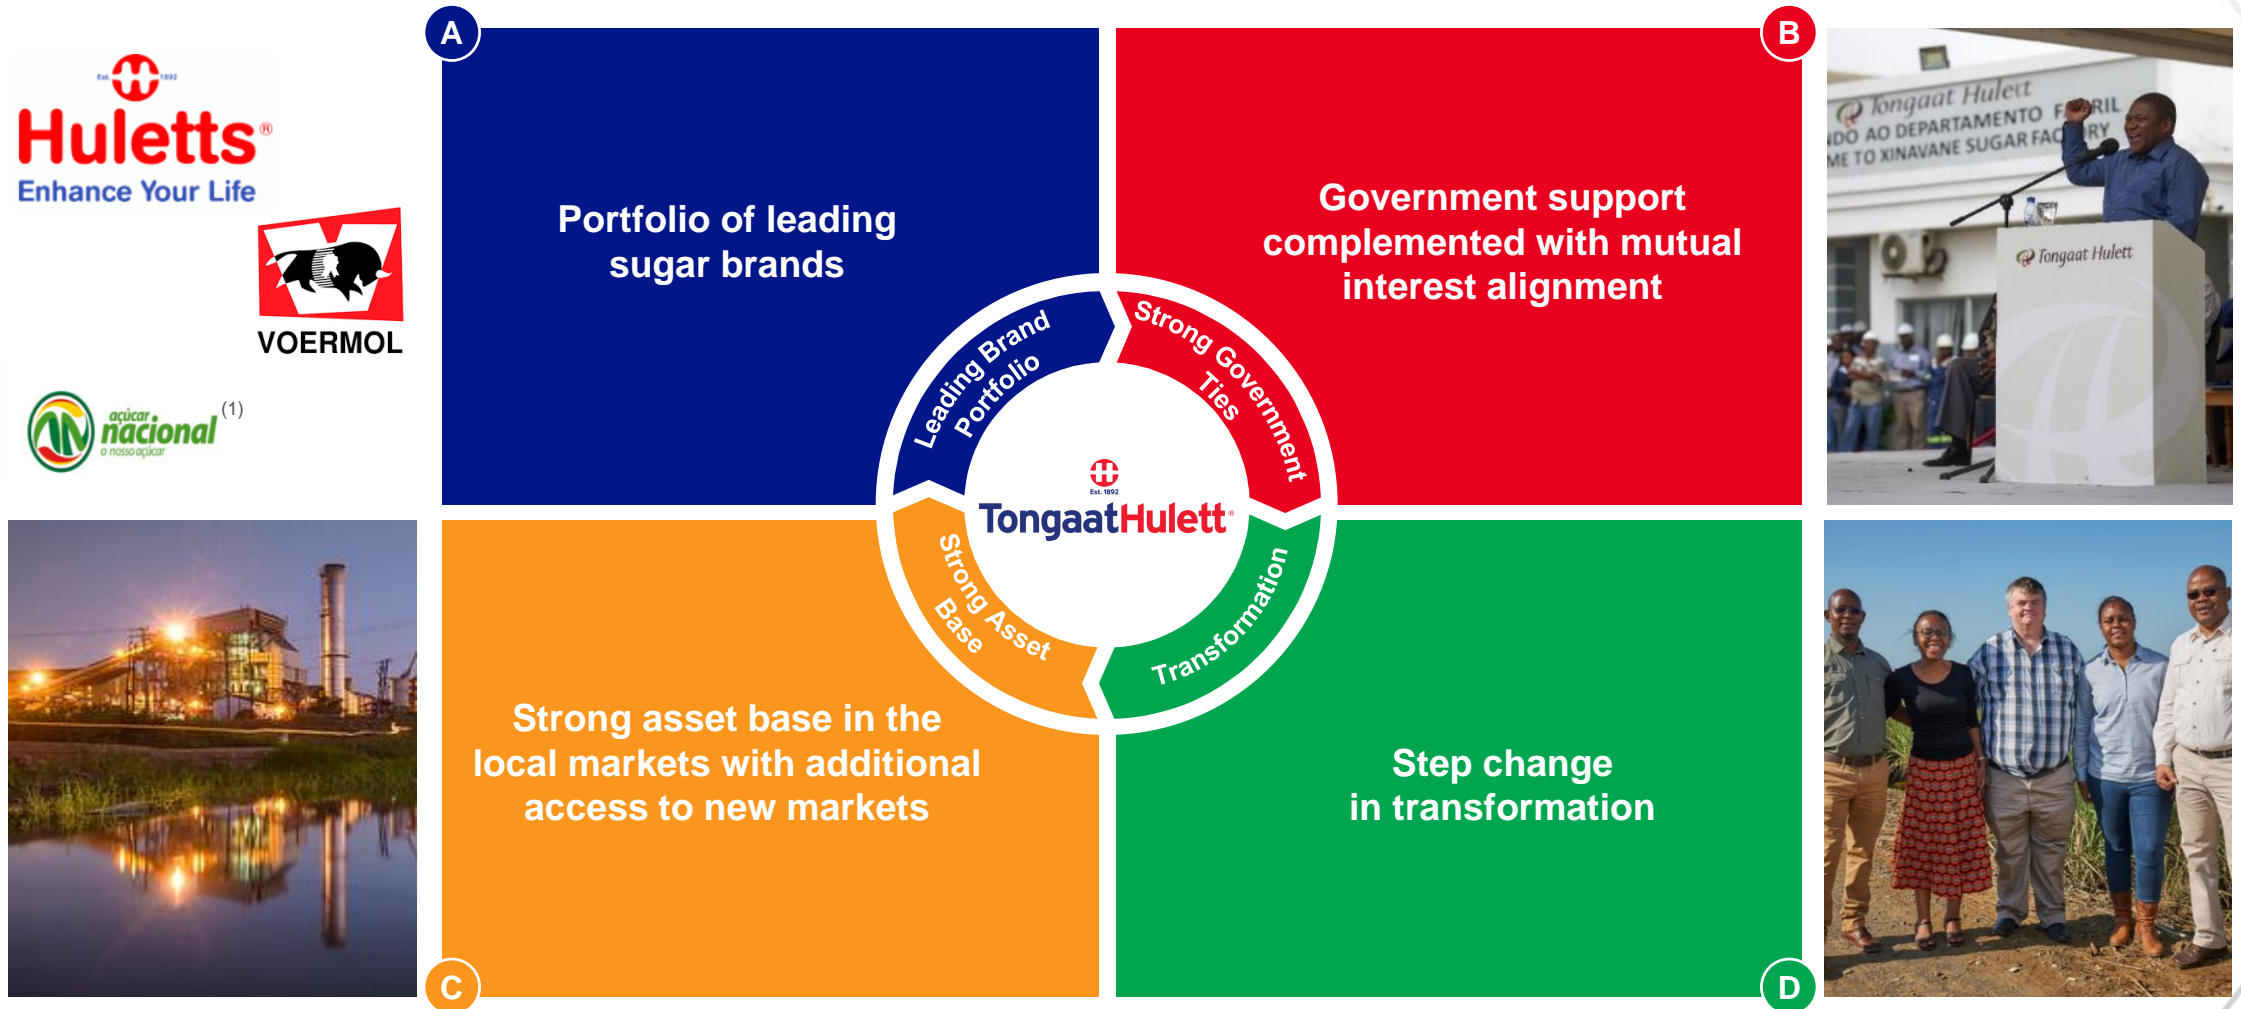 A
B
Est. 1892
Huletts®
Enhance Your Life
VOERMOL
açúcar
nacional (1)
o nosso açúcar
Portfolio of leading
sugar brands
Government support
complemented with mutual
interest alignment
Tongaat Hulett
AO DEPARTAMENTO
TO XINAVANE SUGAR FACTORY
Tongaat Hulett
Leading Brand
Portfolio
Strong Government
Ties
Est. 1892
TongaatHulett
Strong Asset
Base
Transformation
Strong asset base in the
local markets with additional
access to new markets
Step change
in transformation
C
D